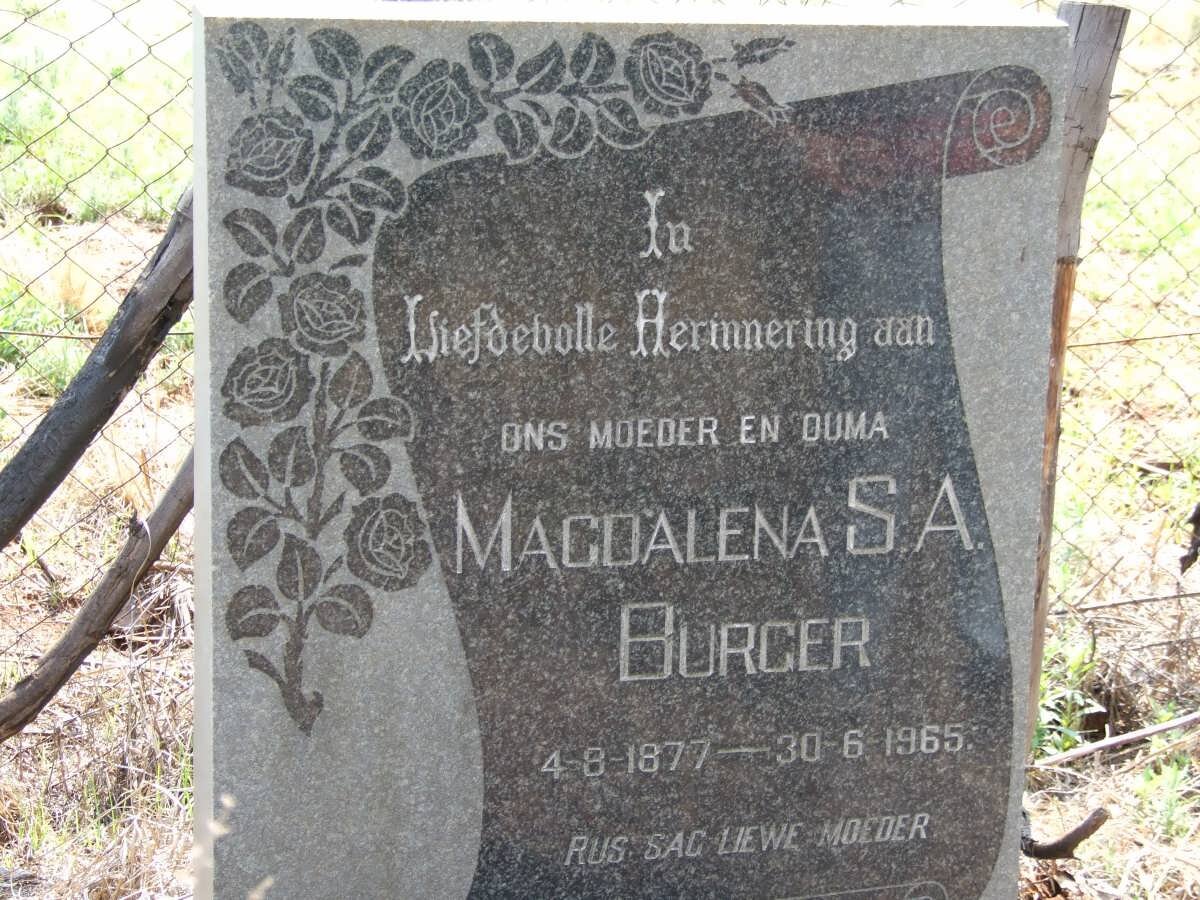 In
Liefdevolle Herinnering aan
ONS MOEDER EN OUMA
MAGDALENA S.A.
BURGER
4-8-1877 — 30-6-1965.
RUS SAG LIEWE MOEDER